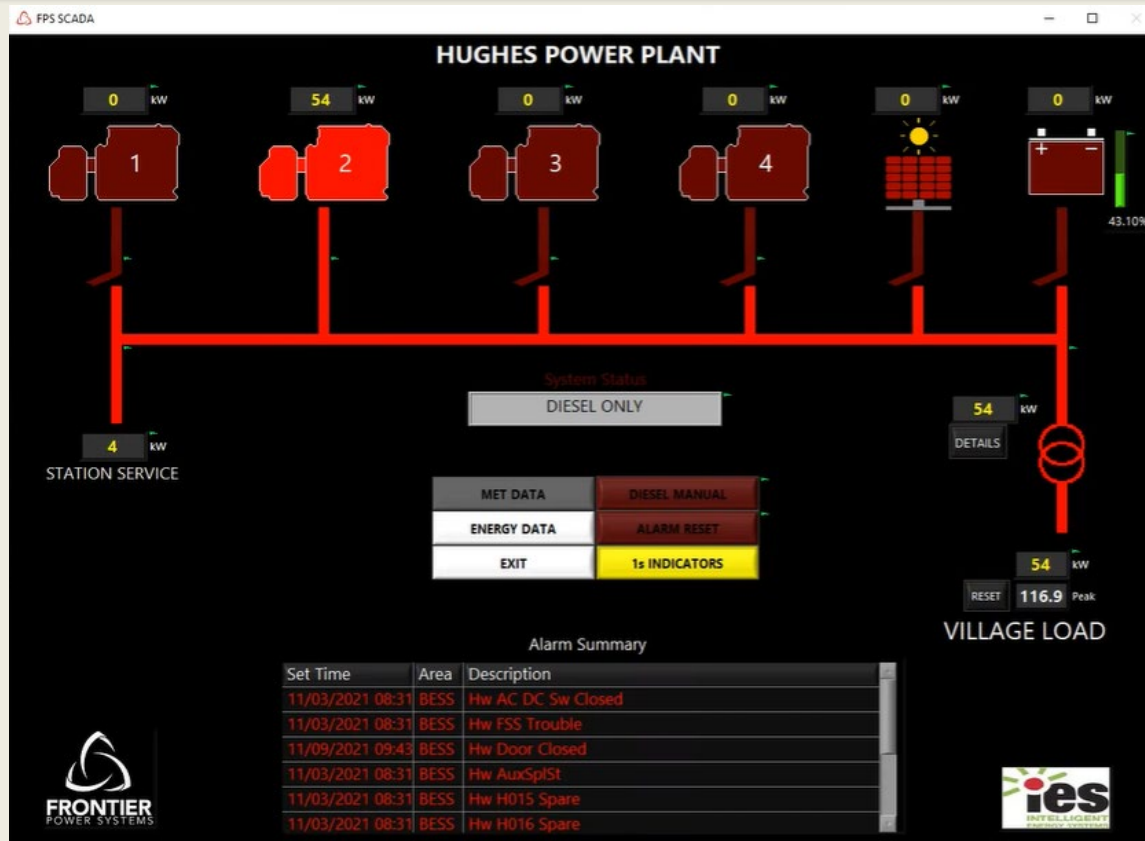 FPS SCADA
HUGHES POWER PLANT
0 kW
54 kW
0 kW
0 kW
0 kW
0 kW
1
2
3
4
+ −
43.10%
System Status
DIESEL ONLY
54 kW
DETAILS
4 kW
STATION SERVICE
MET DATA
DIESEL MANUAL
ENERGY DATA
ALARM RESET
EXIT
1s INDICATORS
54 kW
RESET 116.9 Peak
VILLAGE LOAD
Alarm Summary
Set Time Area Description
11/03/2021 08:31 BESS Hw AC DC Sw Closed
11/03/2021 08:31 BESS Hw FSS Trouble
11/09/2021 09:43 BESS Hw Door Closed
11/03/2021 08:31 BESS Hw AuxSplSt
11/03/2021 08:31 BESS Hw H015 Spare
11/03/2021 08:31 BESS Hw H016 Spare
FRONTIER
POWER SYSTEMS
ies
INTELLIGENT
ENERGY SYSTEMS